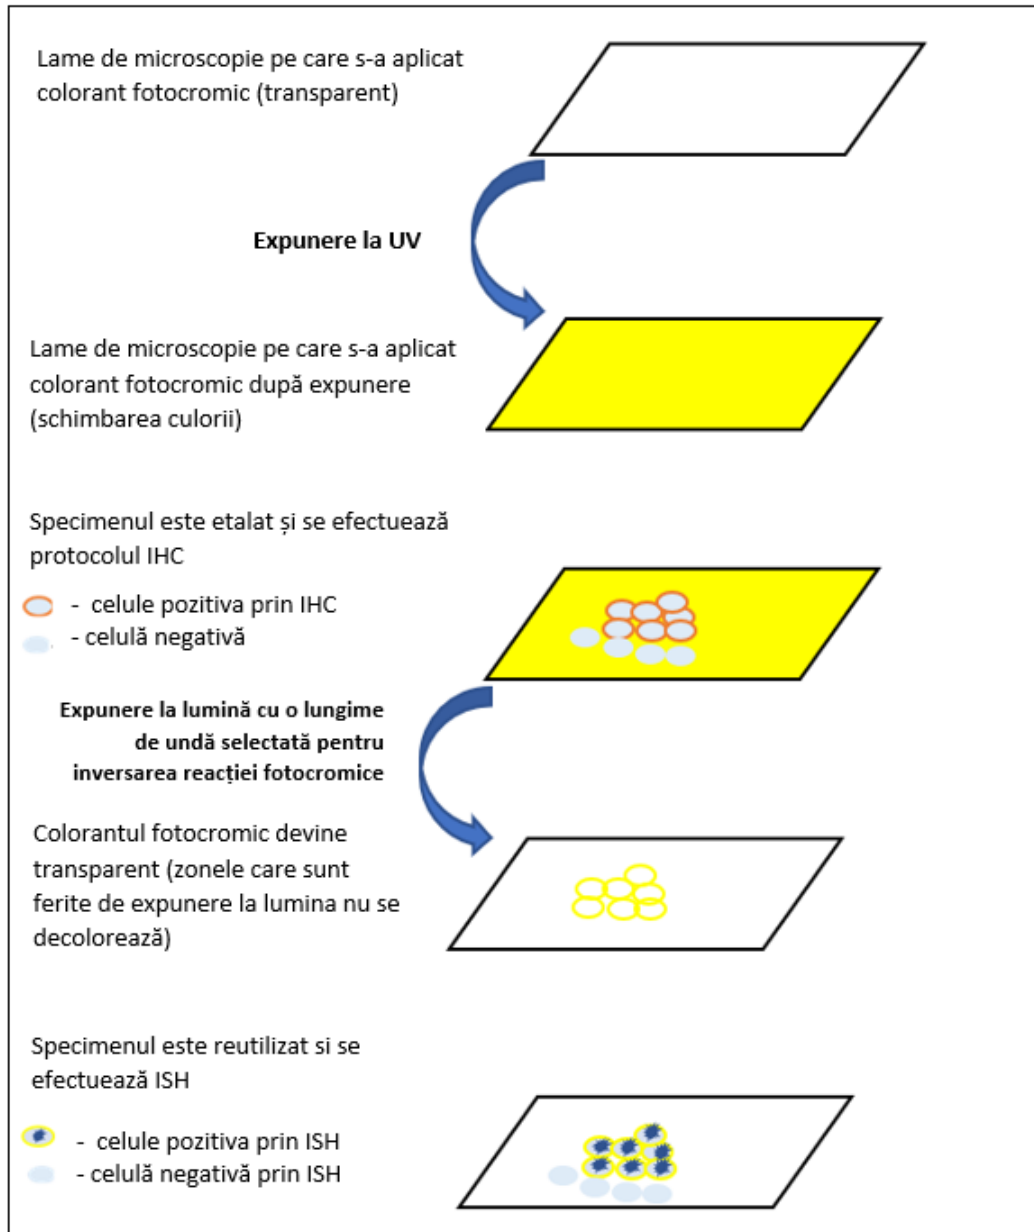 Lame de microscopie pe care s-a aplicat
colorant fotocromic (transparent)
Expunere la UV
Lame de microscopie pe care s-a aplicat
colorant fotocromic după expunere
(schimbarea culorii)
Specimenul este etalat și se efectuează
protocolul IHC
- celule pozitiva prin IHC
- celulă negativă
Expunere la lumină cu o lungime
de undă selectată pentru
inversarea reacției fotocromice
Colorantul fotocromic devine
transparent (zonele care sunt
ferite de expunere la lumina nu se
decolorează)
Specimenul este reutilizat si se
efectuează ISH
- celule pozitiva prin ISH
- celulă negativă prin ISH